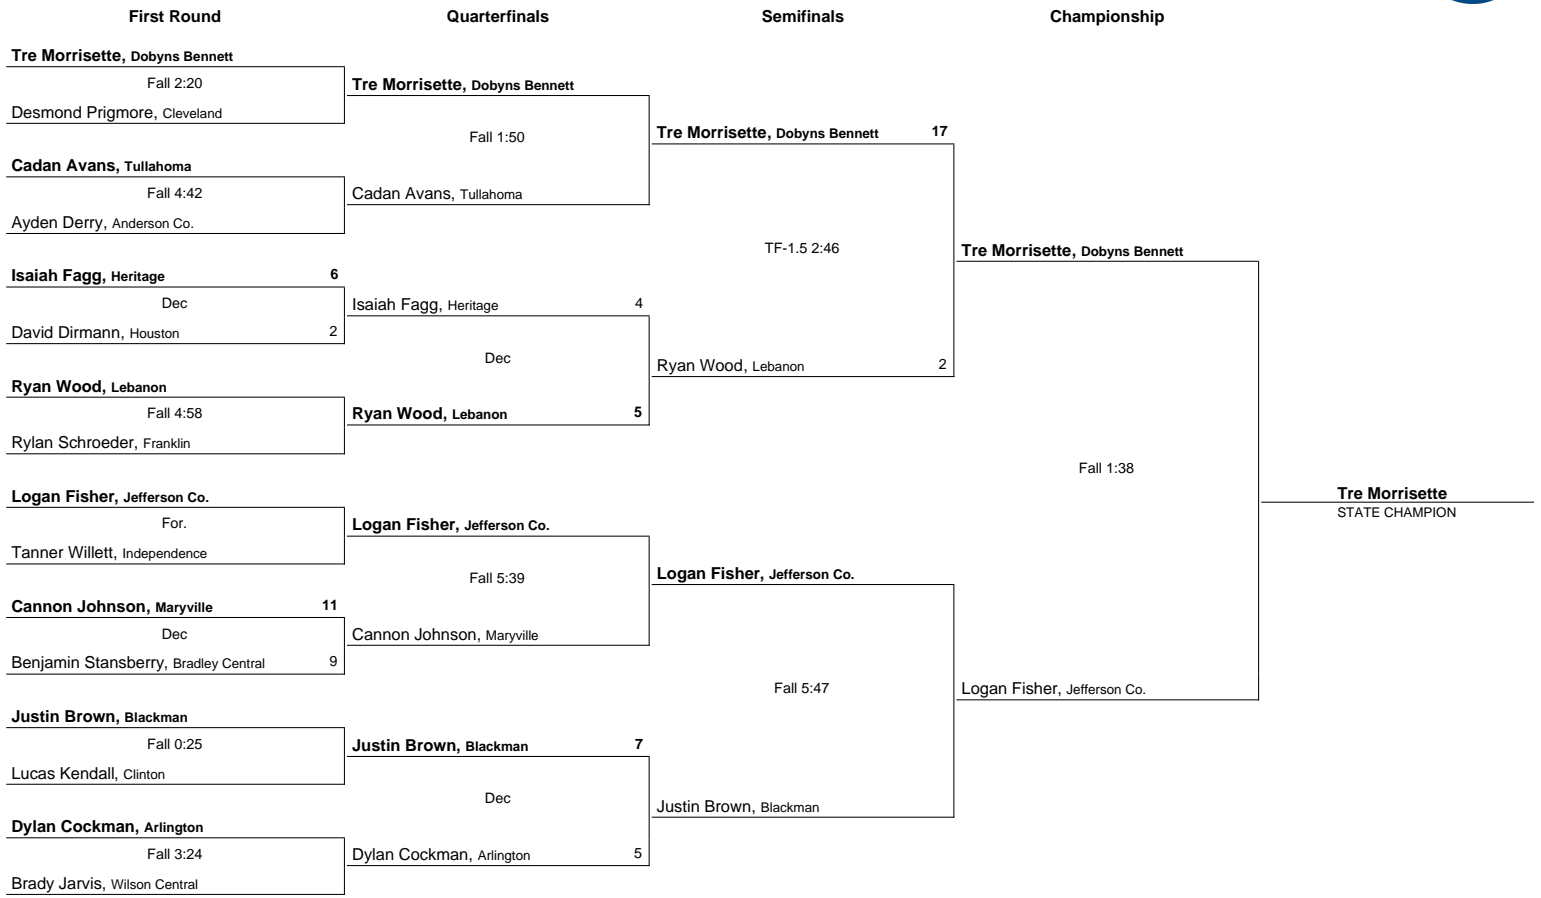 First Round Quarterfinals Semifinals Championship
Tre Morrisette, Dobyns Bennett
Fall 2:20
Desmond Prigmore, Cleveland
Cadan Avans, Tullahoma
Fall 4:42
Ayden Derry, Anderson Co.
Isaiah Fagg, Heritage 6
Dec
David Dirmann, Houston 2
Ryan Wood, Lebanon
Fall 4:58
Rylan Schroeder, Franklin
Logan Fisher, Jefferson Co.
For.
Tanner Willett, Independence
Cannon Johnson, Maryville 11
Dec
Benjamin Stansberry, Bradley Central 9
Justin Brown, Blackman
Fall 0:25
Lucas Kendall, Clinton
Dylan Cockman, Arlington
Fall 3:24
Brady Jarvis, Wilson Central
Tre Morrisette, Dobyns Bennett
Fall 1:50
Cadan Avans, Tullahoma
Isaiah Fagg, Heritage 4
Dec
Ryan Wood, Lebanon 5
Logan Fisher, Jefferson Co.
Fall 5:39
Cannon Johnson, Maryville
Justin Brown, Blackman 7
Dec
Dylan Cockman, Arlington 5
Tre Morrisette, Dobyns Bennett 17
TF-1.5 2:46
Ryan Wood, Lebanon 2
Logan Fisher, Jefferson Co.
Fall 5:47
Justin Brown, Blackman
Tre Morrisette, Dobyns Bennett
Fall 1:38
Logan Fisher, Jefferson Co.
Tre Morrisette
STATE CHAMPION